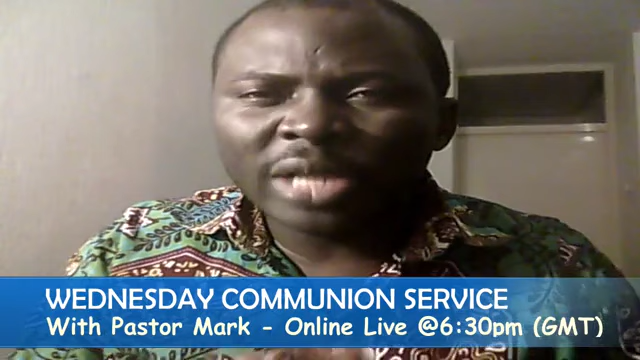 WEDNESDAY COMMUNION SERVICE
With Pastor Mark - Online Live @6:30pm (GMT)